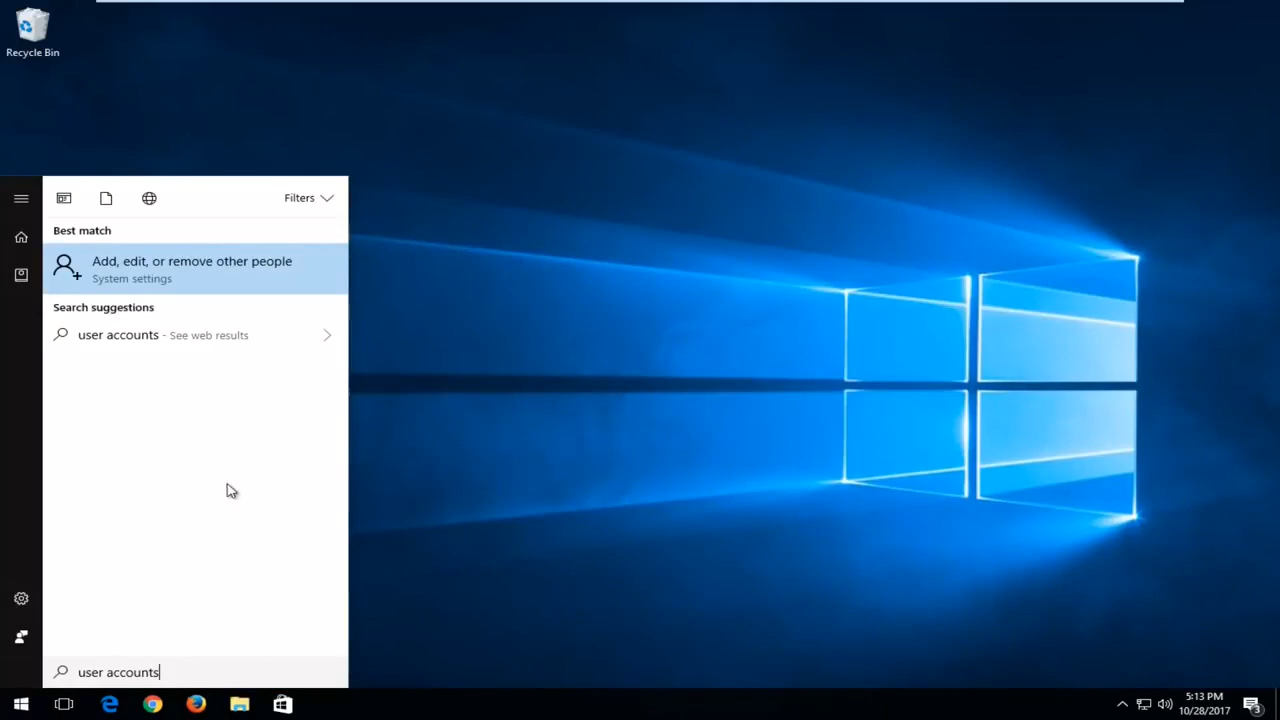 Recycle Bin
Filters
Best match
Add, edit, or remove other people
System settings
Search suggestions
user accounts - See web results
user accounts
5:13 PM
10/28/2017
3